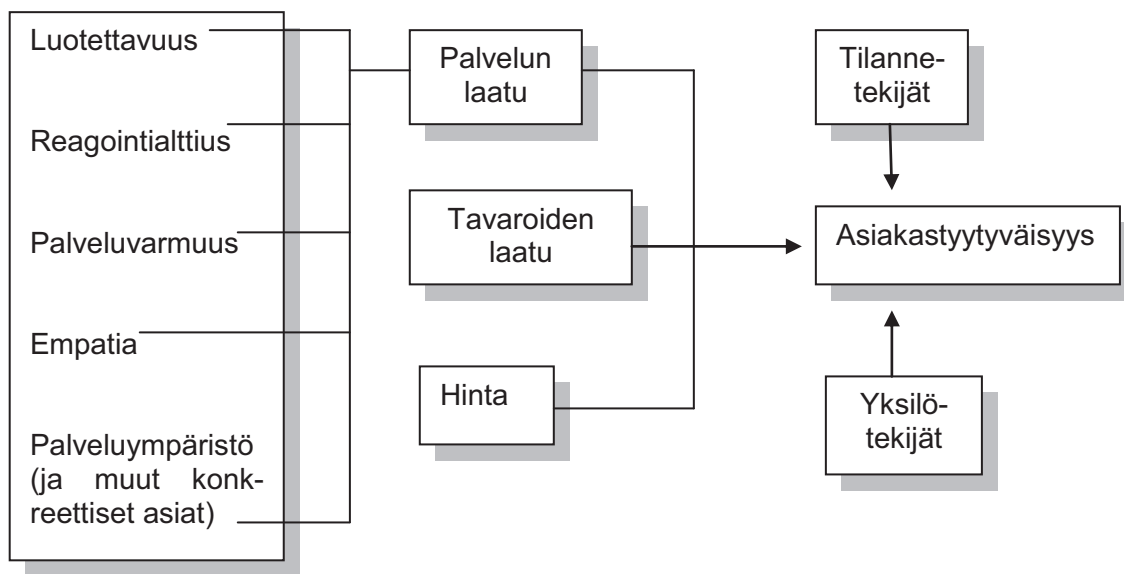 Luotettavuus
Reagointialttius
Palveluvarmuus
Empatia
Palveluympäristö
(ja muut konk-
reettiset asiat)
Palvelun
laatu
Tavaroiden
laatu
Hinta
Tilanne-
tekijät
Asiakastyytyväisyys
Yksilö-
tekijät